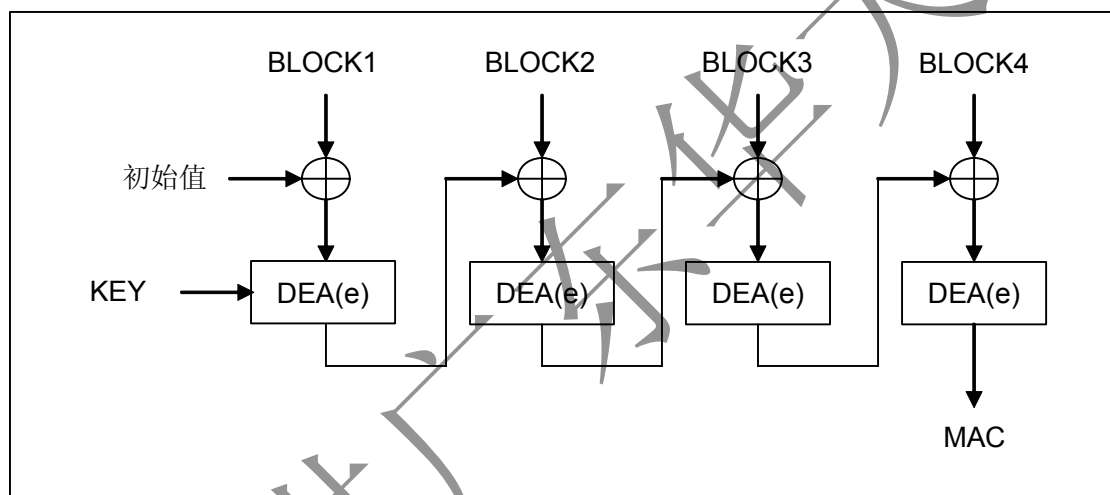 BLOCK1 BLOCK2 BLOCK3 BLOCK4
初始值
KEY DEA(e) DEA(e) DEA(e) DEA(e)
MAC